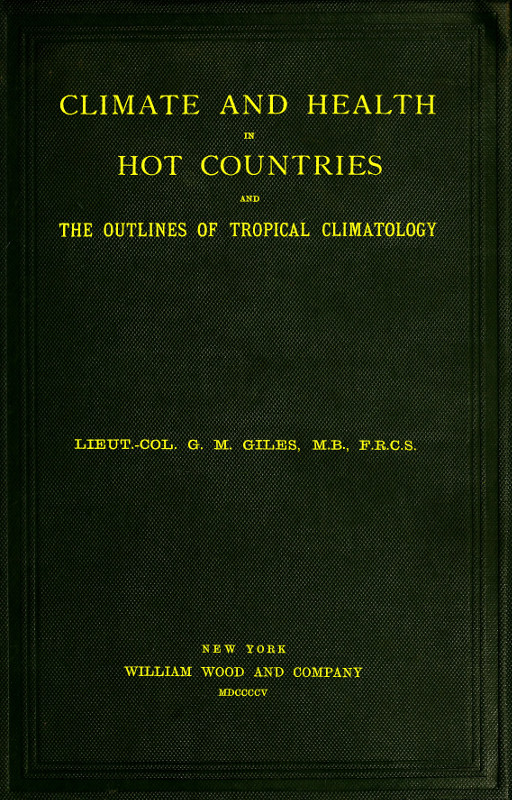 CLIMATE AND HEALTH
IN
HOT COUNTRIES
AND
THE OUTLINES OF TROPICAL CLIMATOLOGY
LIEUT.-COL. G. M. GILES, M.B., F.R.C.S.
NEW YORK
WILLIAM WOOD AND COMPANY
MDCCCCV